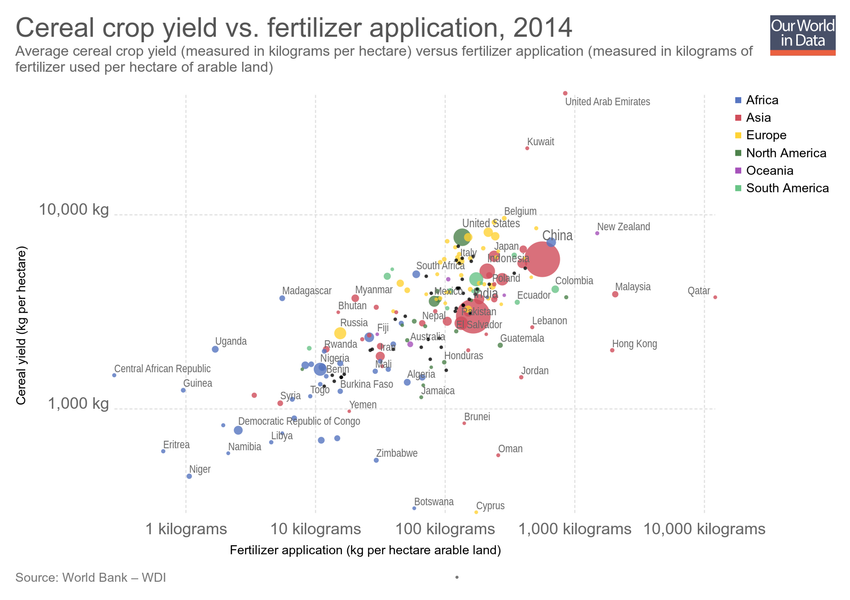 Cereal crop yield vs. fertilizer application, 2014
Average cereal crop yield (measured in kilograms per hectare) versus fertilizer application (measured in kilograms of
fertilizer used per hectare of arable land)
Our World
in Data
Africa
Asia
Europe
North America
Oceania
South America
United Arab Emirates
Kuwait
10,000 kg
Belgium
United States
New Zealand
China
Japan
Italy
Indonesia
South Africa
Poland
Colombia
Madagascar
Myanmar
Mexico
India
Ecuador
Malaysia
Qatar
Bhutan
Nepal
Pakistan
Russia
Fiji
El Salvador
Lebanon
Uganda
Rwanda
Iran
Australia
Guatemala
Hong Kong
Nigeria
Honduras
Central African Republic
Benin
Mali
Algeria
Jordan
Guinea
Togo
Burkina Faso
Jamaica
Syria
1,000 kg
Yemen
Democratic Republic of Congo
Brunei
Eritrea
Namibia
Libya
Zimbabwe
Oman
Niger
Botswana
Cyprus
1 kilograms
10 kilograms
100 kilograms
1,000 kilograms
10,000 kilograms
Cereal yield (kg per hectare)
Fertilizer application (kg per hectare arable land)
Source: World Bank – WDI